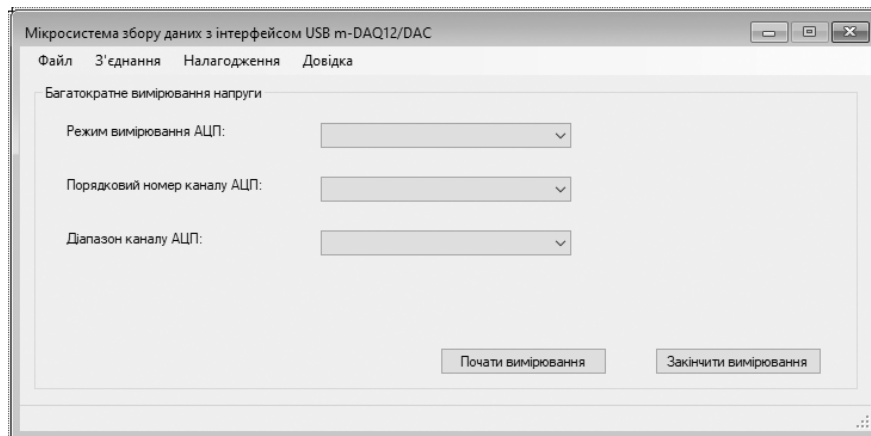 Мікросистема збору даних з інтерфейсом USB m-DAQ12/DAC
Файл З'єднання Налагодження Довідка
Багатократне вимірювання напруги
Режим вимірювання АЦП:
Порядковий номер каналу АЦП:
Діапазон каналу АЦП:
Почати вимірювання Закінчити вимірювання